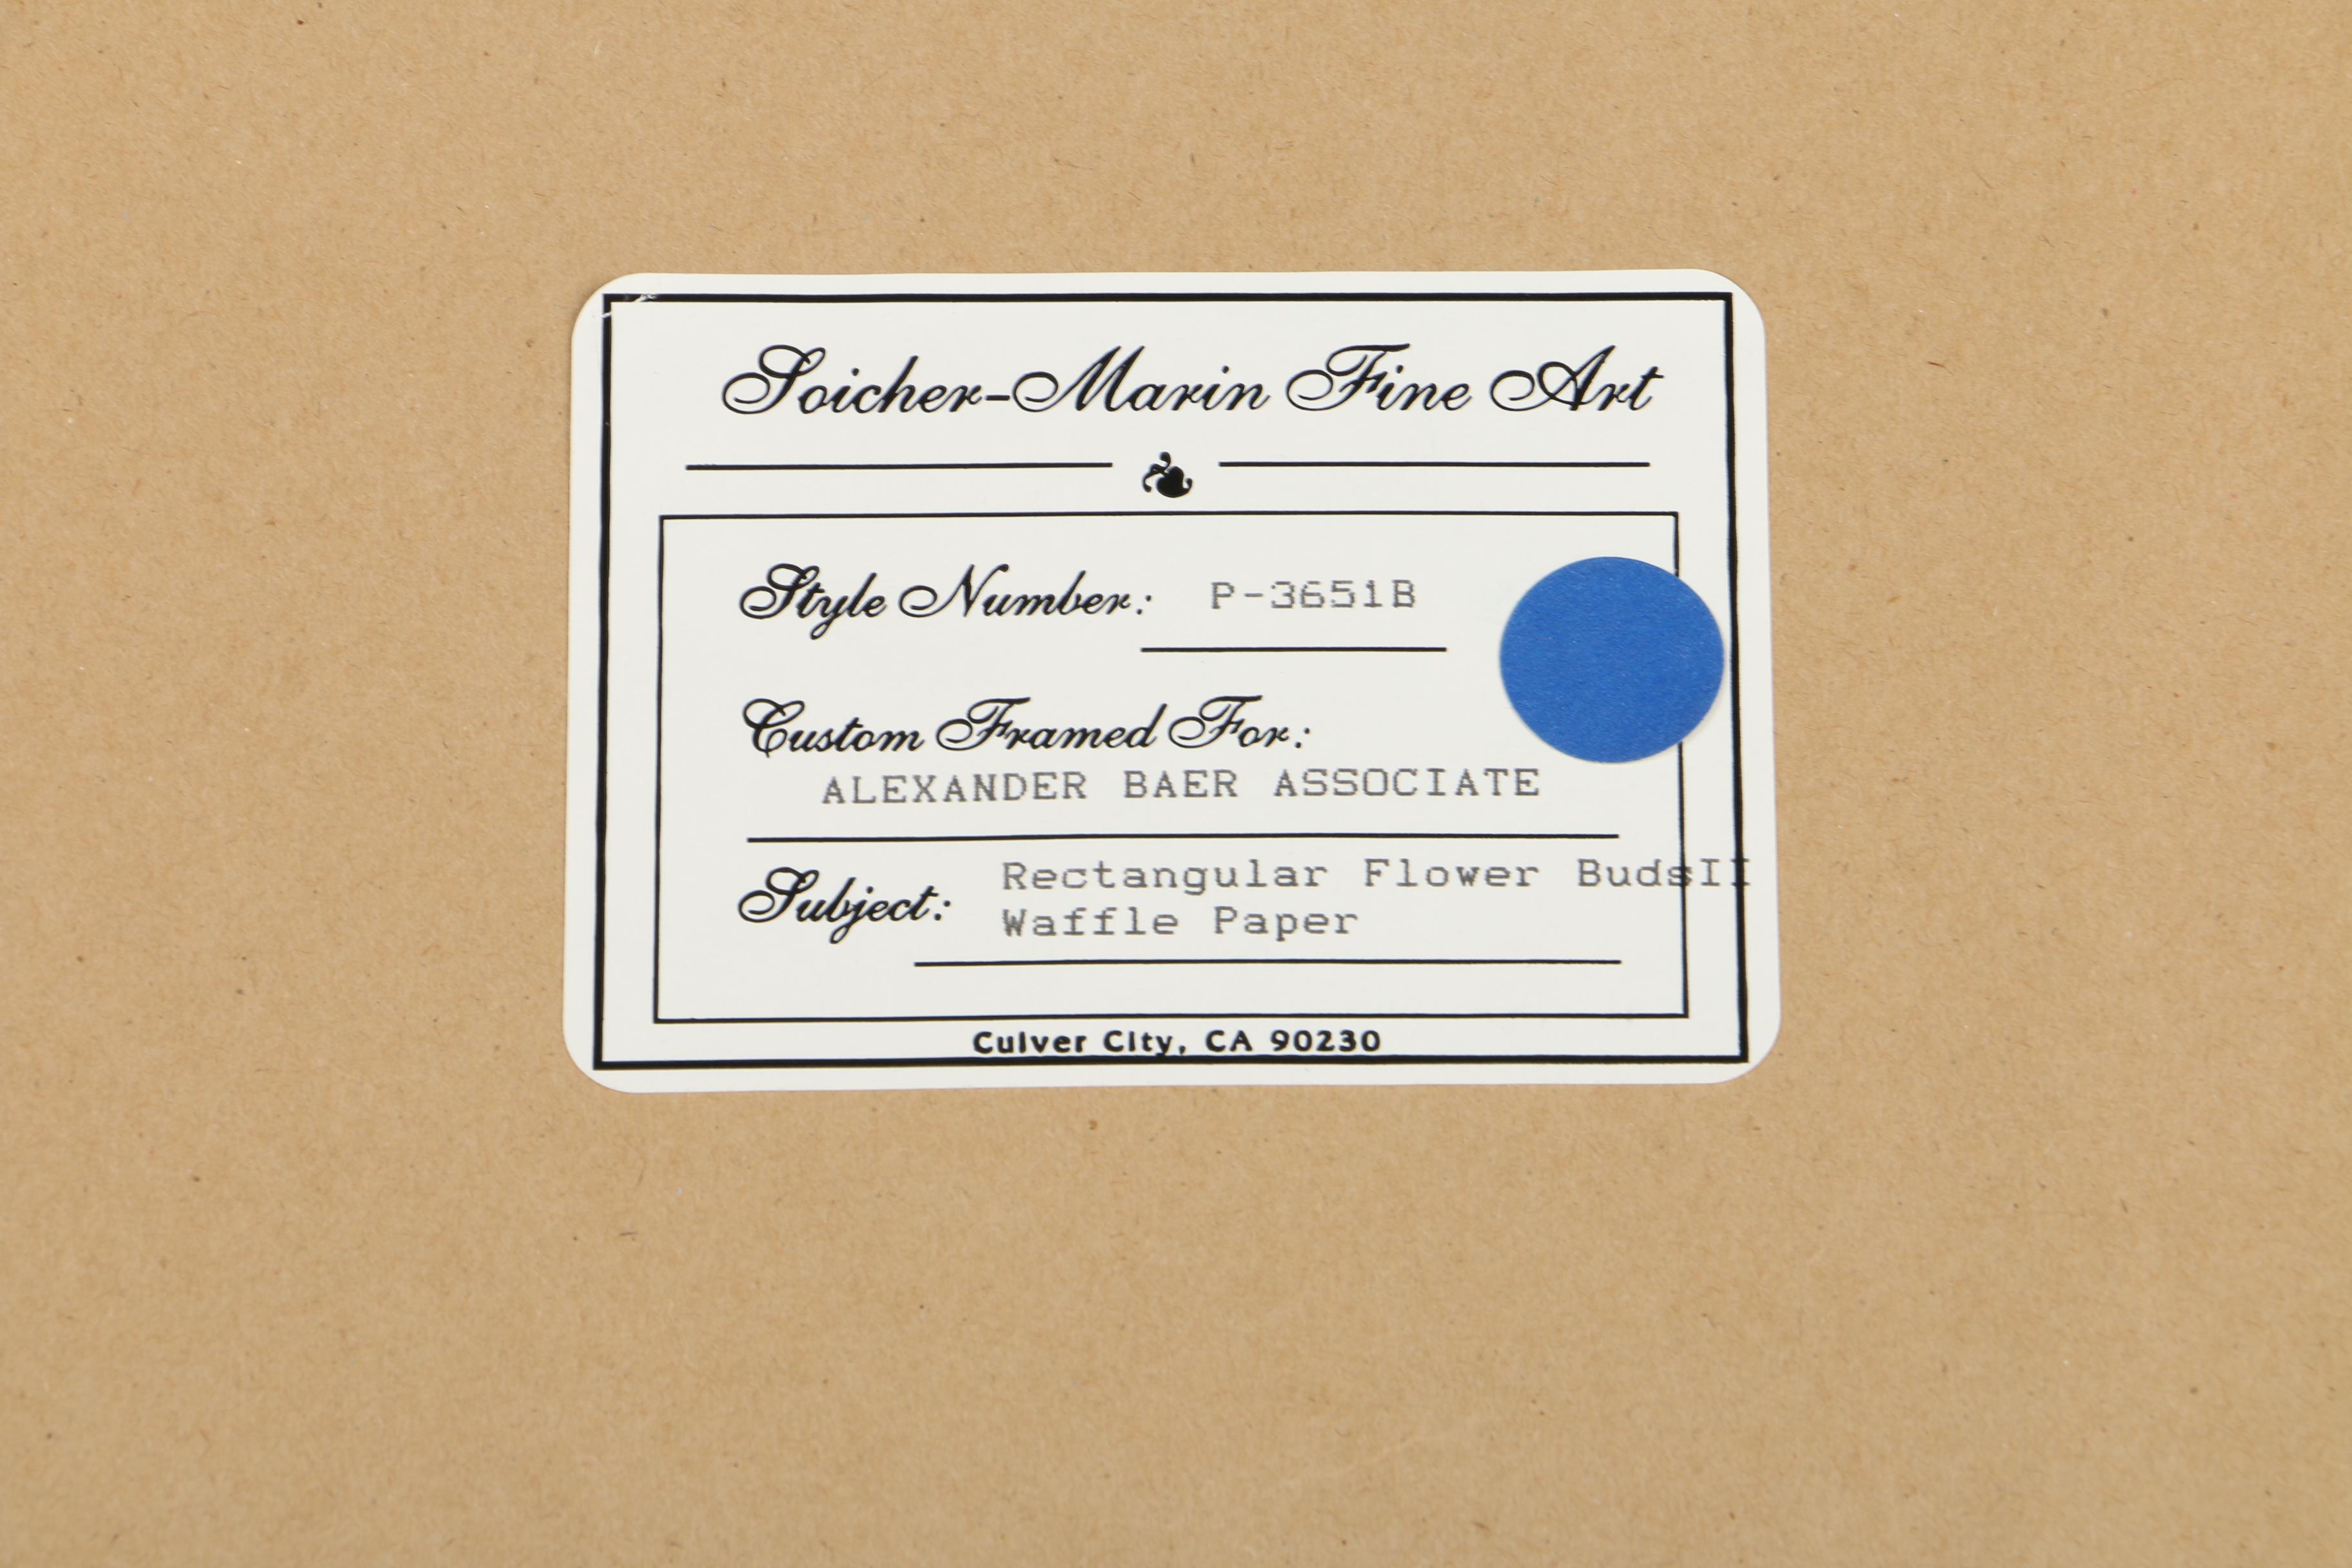 Soicher-Marin Fine Art
Style Number: P-3651B
Custom Framed For:
ALEXANDER BAER ASSOCIATE
Subject: Rectangular Flower BudsII
Waffle Paper
Culver City, CA 90230